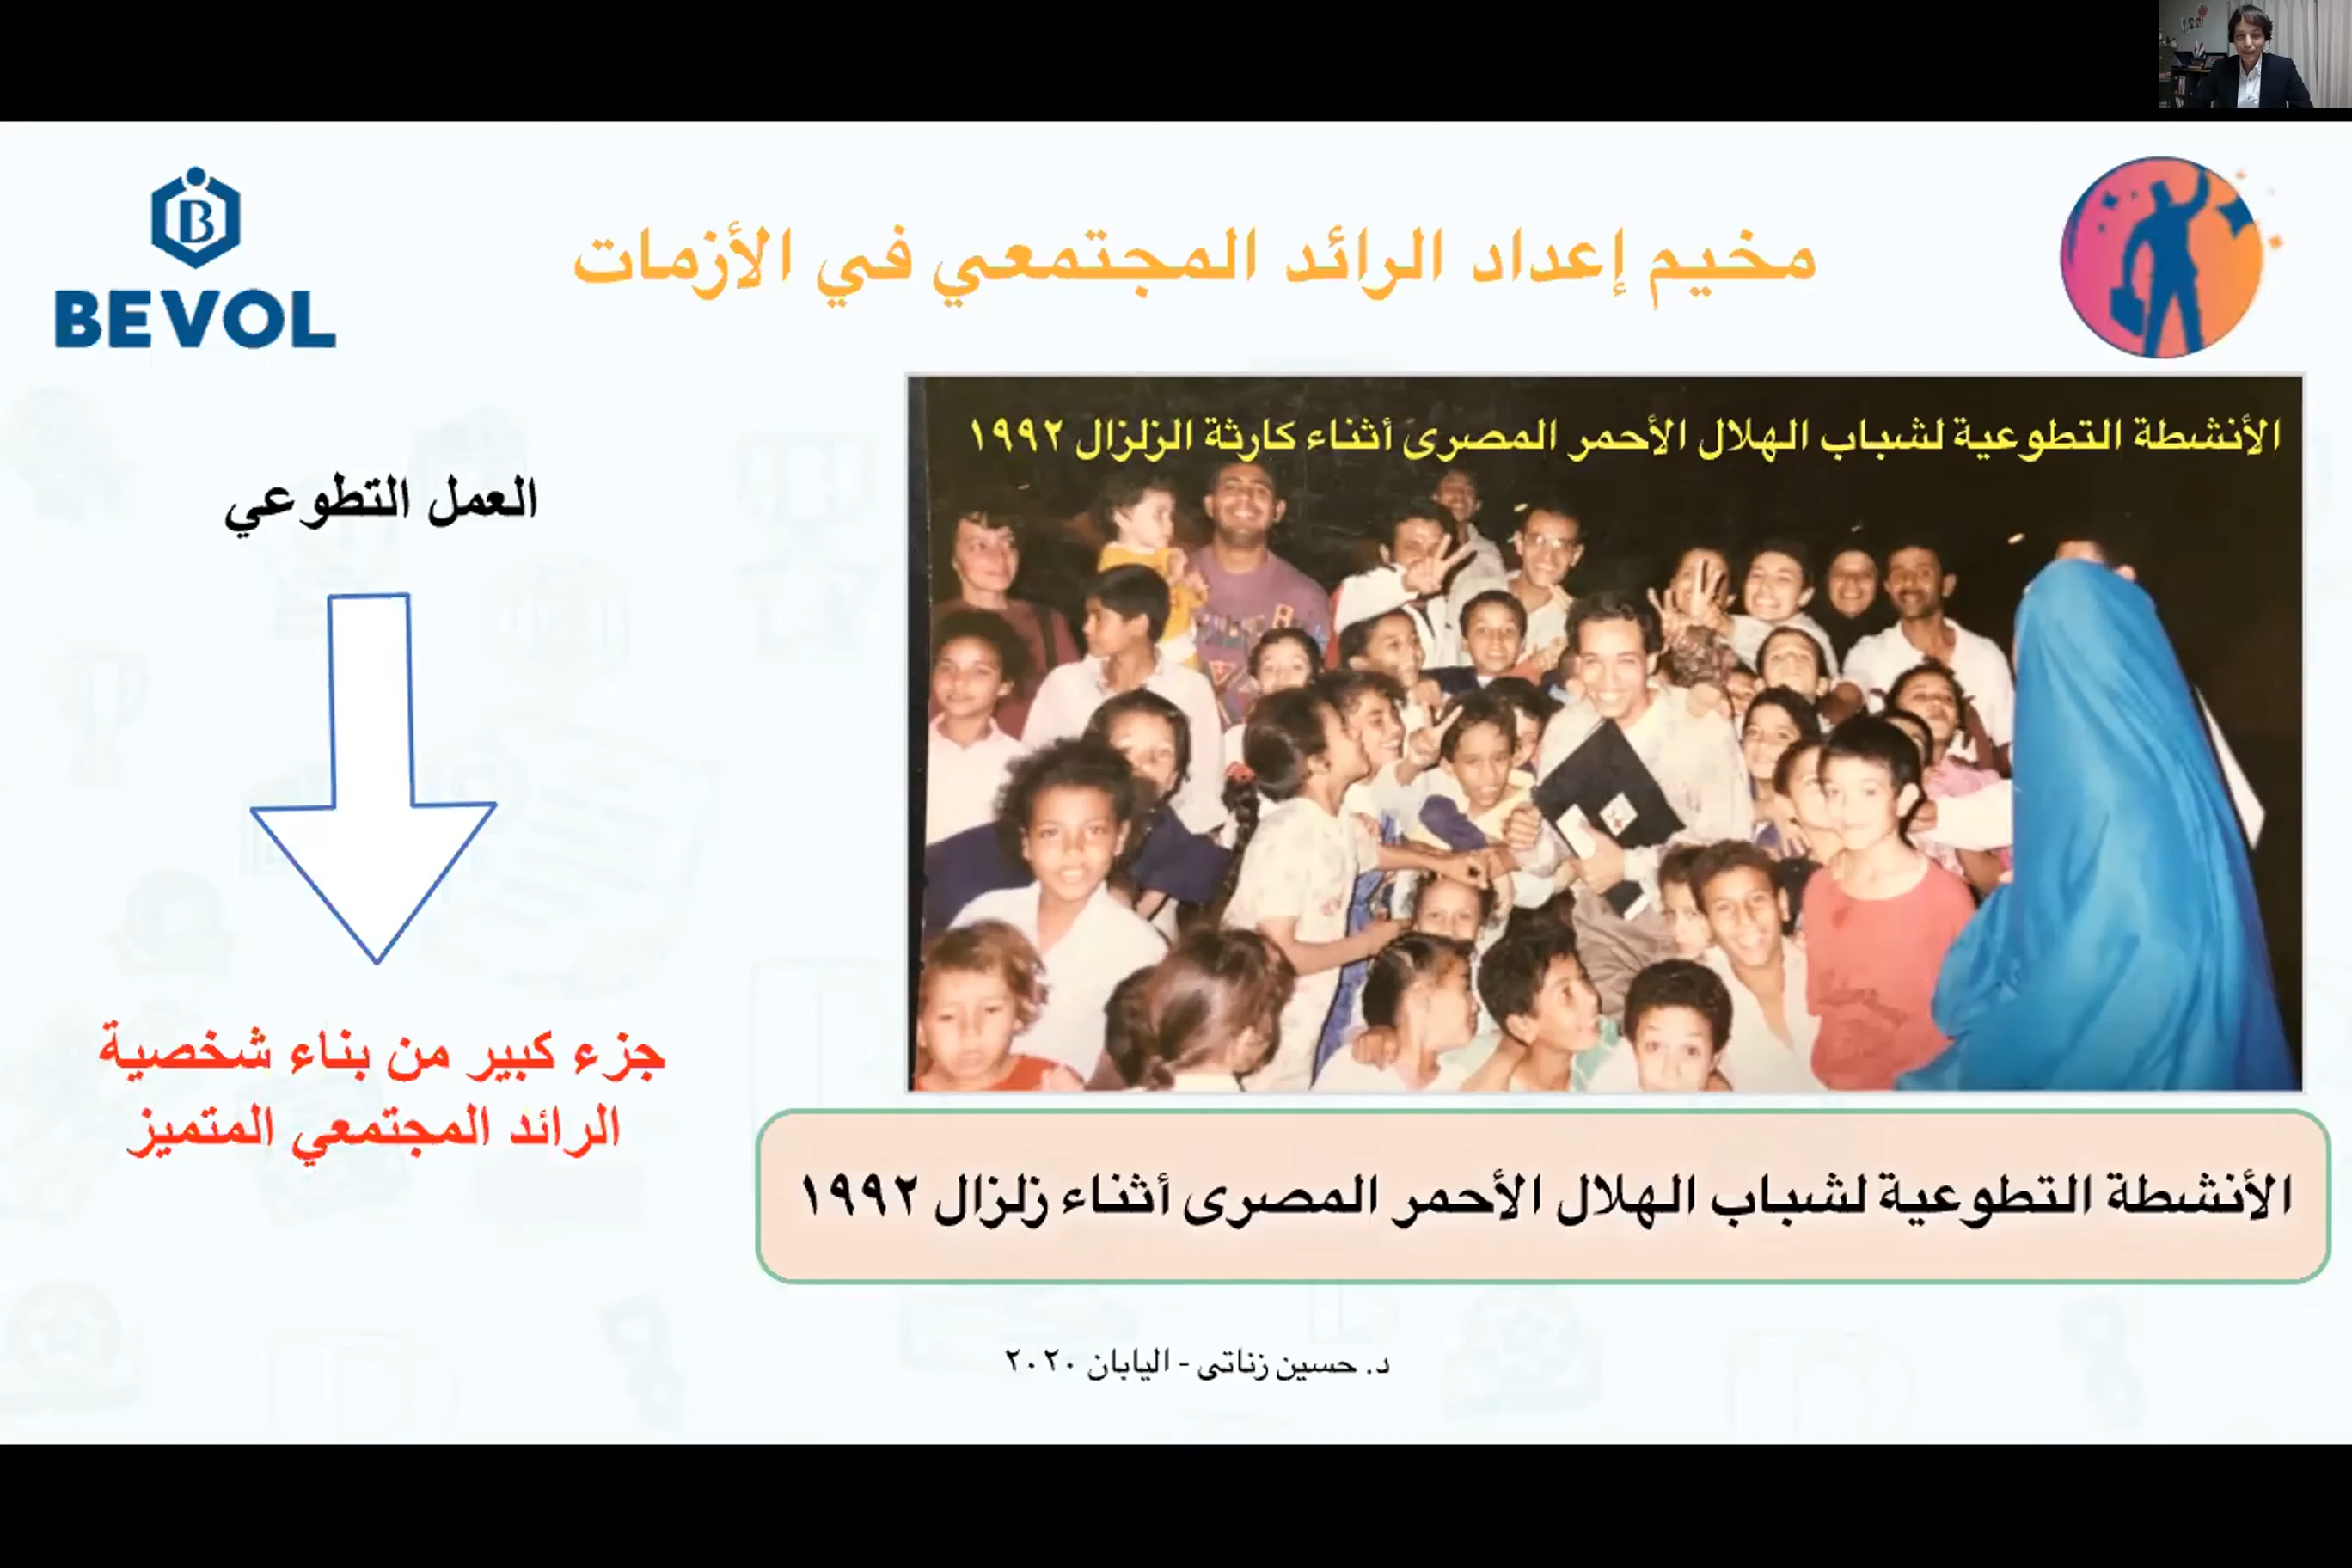 BEVOL
مخيم إعداد الرائد المجتمعي في الأزمات
الأنشطة التطوعية لشباب الهلال الأحمر المصرى أثناء كارثة الزلزال ١٩٩٢
العمل التطوعي
جزء كبير من بناء شخصية
الرائد المجتمعي المتميز
الأنشطة التطوعية لشباب الهلال الأحمر المصرى أثناء زلزال ١٩٩٢
د. حسين زناتى - اليابان ٢٠٢٠